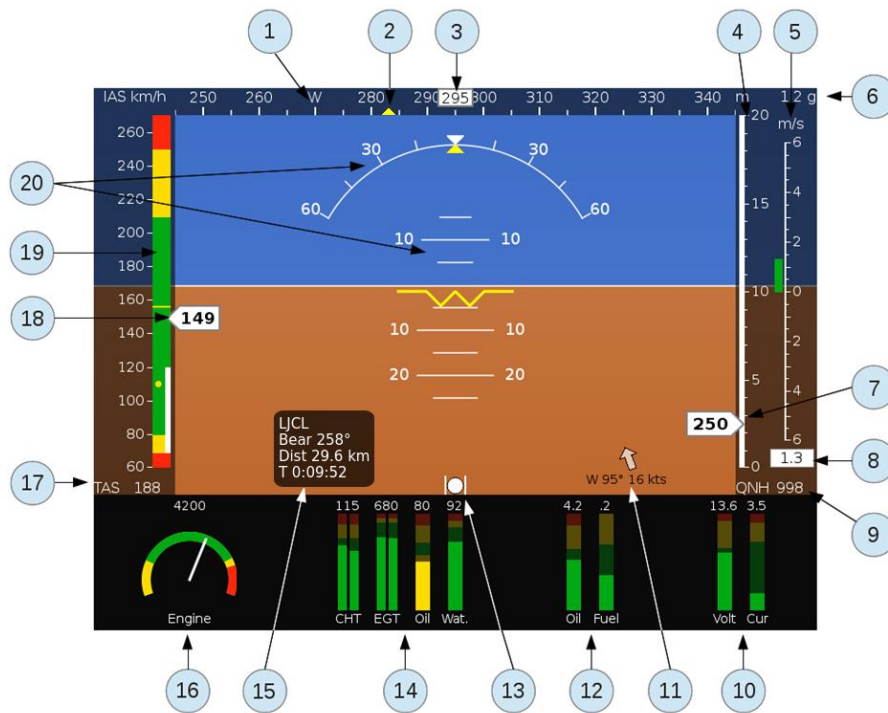 1 2 3 4 5
IAS km/h 250 260 W 280 290 295 300 310 320 330 340 m 1.2 g 6
260 20 m/s
6
240 30 30
20 4
220 15
60 60 2
200
10 10
19 180
160 10 0
18 149
140 10 10 2
120 20 20 5 4
100 250 7
LJCL
Bear 258°
80 Dist 29.6 km 6
T 0:09:52 1.3 8
60 W 95° 16 kts 0
17 TAS 188 QNH 998 9
4200 115 680 80 92 4.2 .2 13.6 3.5
Engine CHT EGT Oil Wat. Oil Fuel Volt Cur
16 15 14 13 12 11 10